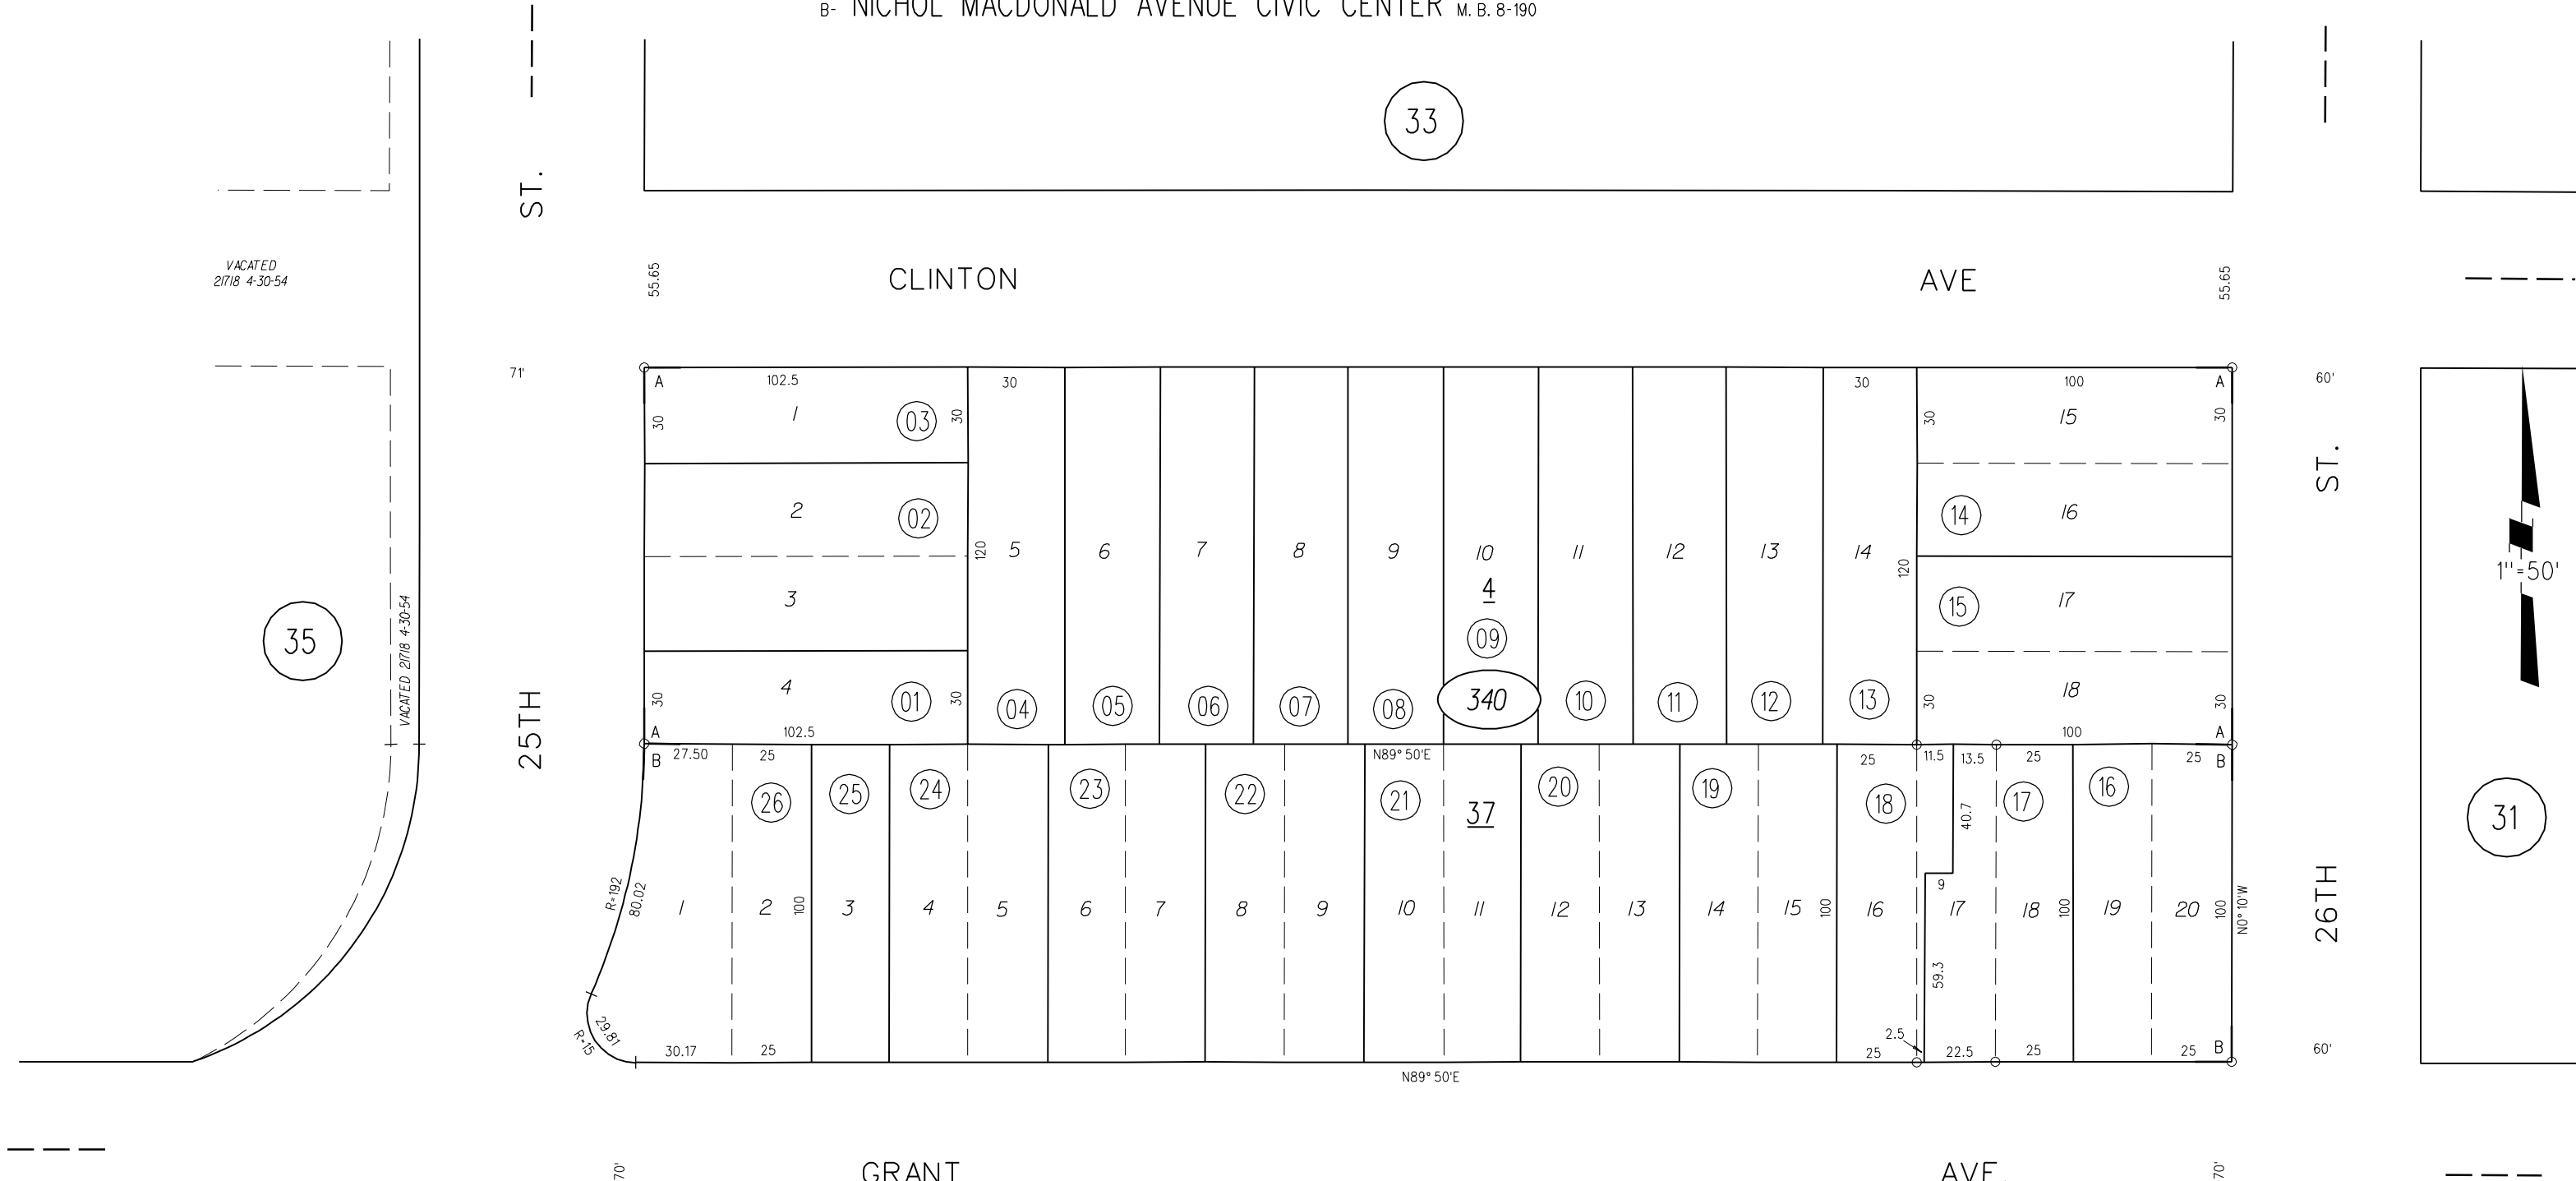 B- NICHOL MACDONALD AVENUE CIVIC CENTER M. B. 8-190
33
ST.
VACATED
21718 4-30-54
55.65
CLINTON AVE
55.65
71'
A 102.5 30 30 100 A
60'
30 1 03 30
30 15 30
ST.
2 02
14 16
120 5 6 7 8 9 10 11 12 13 14 120
1"=50'
3
4
15 17
35
VACATED 21718 4-30-54
09
25TH
30 4 01 30
04 05 06 07 08 340 10 11 12 13
30 18 30
A 102.5 100 A
B 27.50 25 N89° 50'E 25 11.5 13.5 25 25 B
26 25 24 23 22 21 37 20 19 18 40.7 17 16
31
R=192
80.02
1 2 100 3 4 5 6 7 8 9 10 11 12 13 14 15 100 16 9 17 18 100 19 20 100
N0° 10'W
26TH
59.3
29.81
R=15
30.17 25 25 2.5 22.5 25 25 B
60'
N89° 50'E
70'
GRANT AVE.
70'